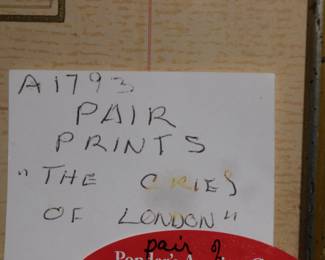 A1793
PAIR
PRINTS
"THE CRIES
OF LONDON"
pair of